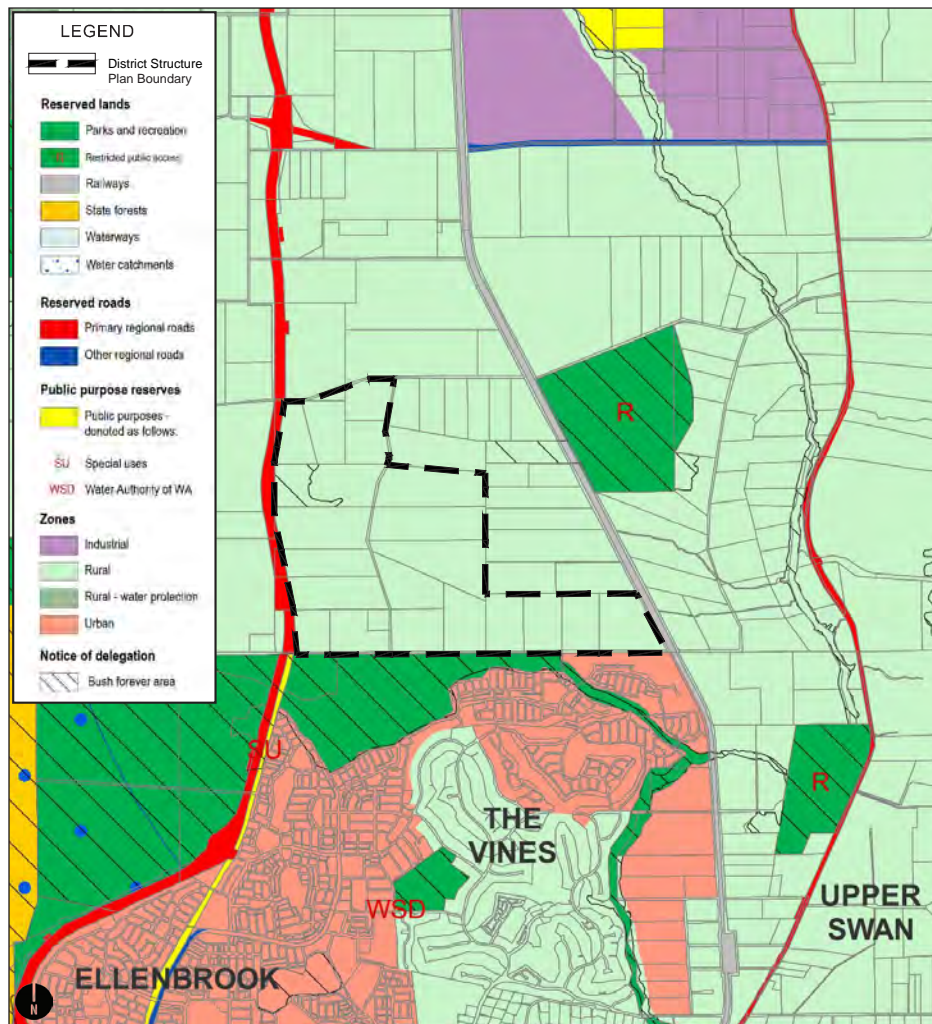 LEGEND
District Structure
Plan Boundary
Reserved lands
Parks and recreation
R Restricted public access
Railways
State forests
Waterways
Water catchments
Reserved roads
Primary regional roads
Other regional roads
Public purpose reserves
Public purposes -
denoted as follows:
SU Special uses
WSD Water Authority of WA
Zones
Industrial
Rural
Rural - water protection
Urban
Notice of delegation
Bush forever area
R
SU
R
THE
VINES
WSD
UPPER
SWAN
ELLENBROOK
N